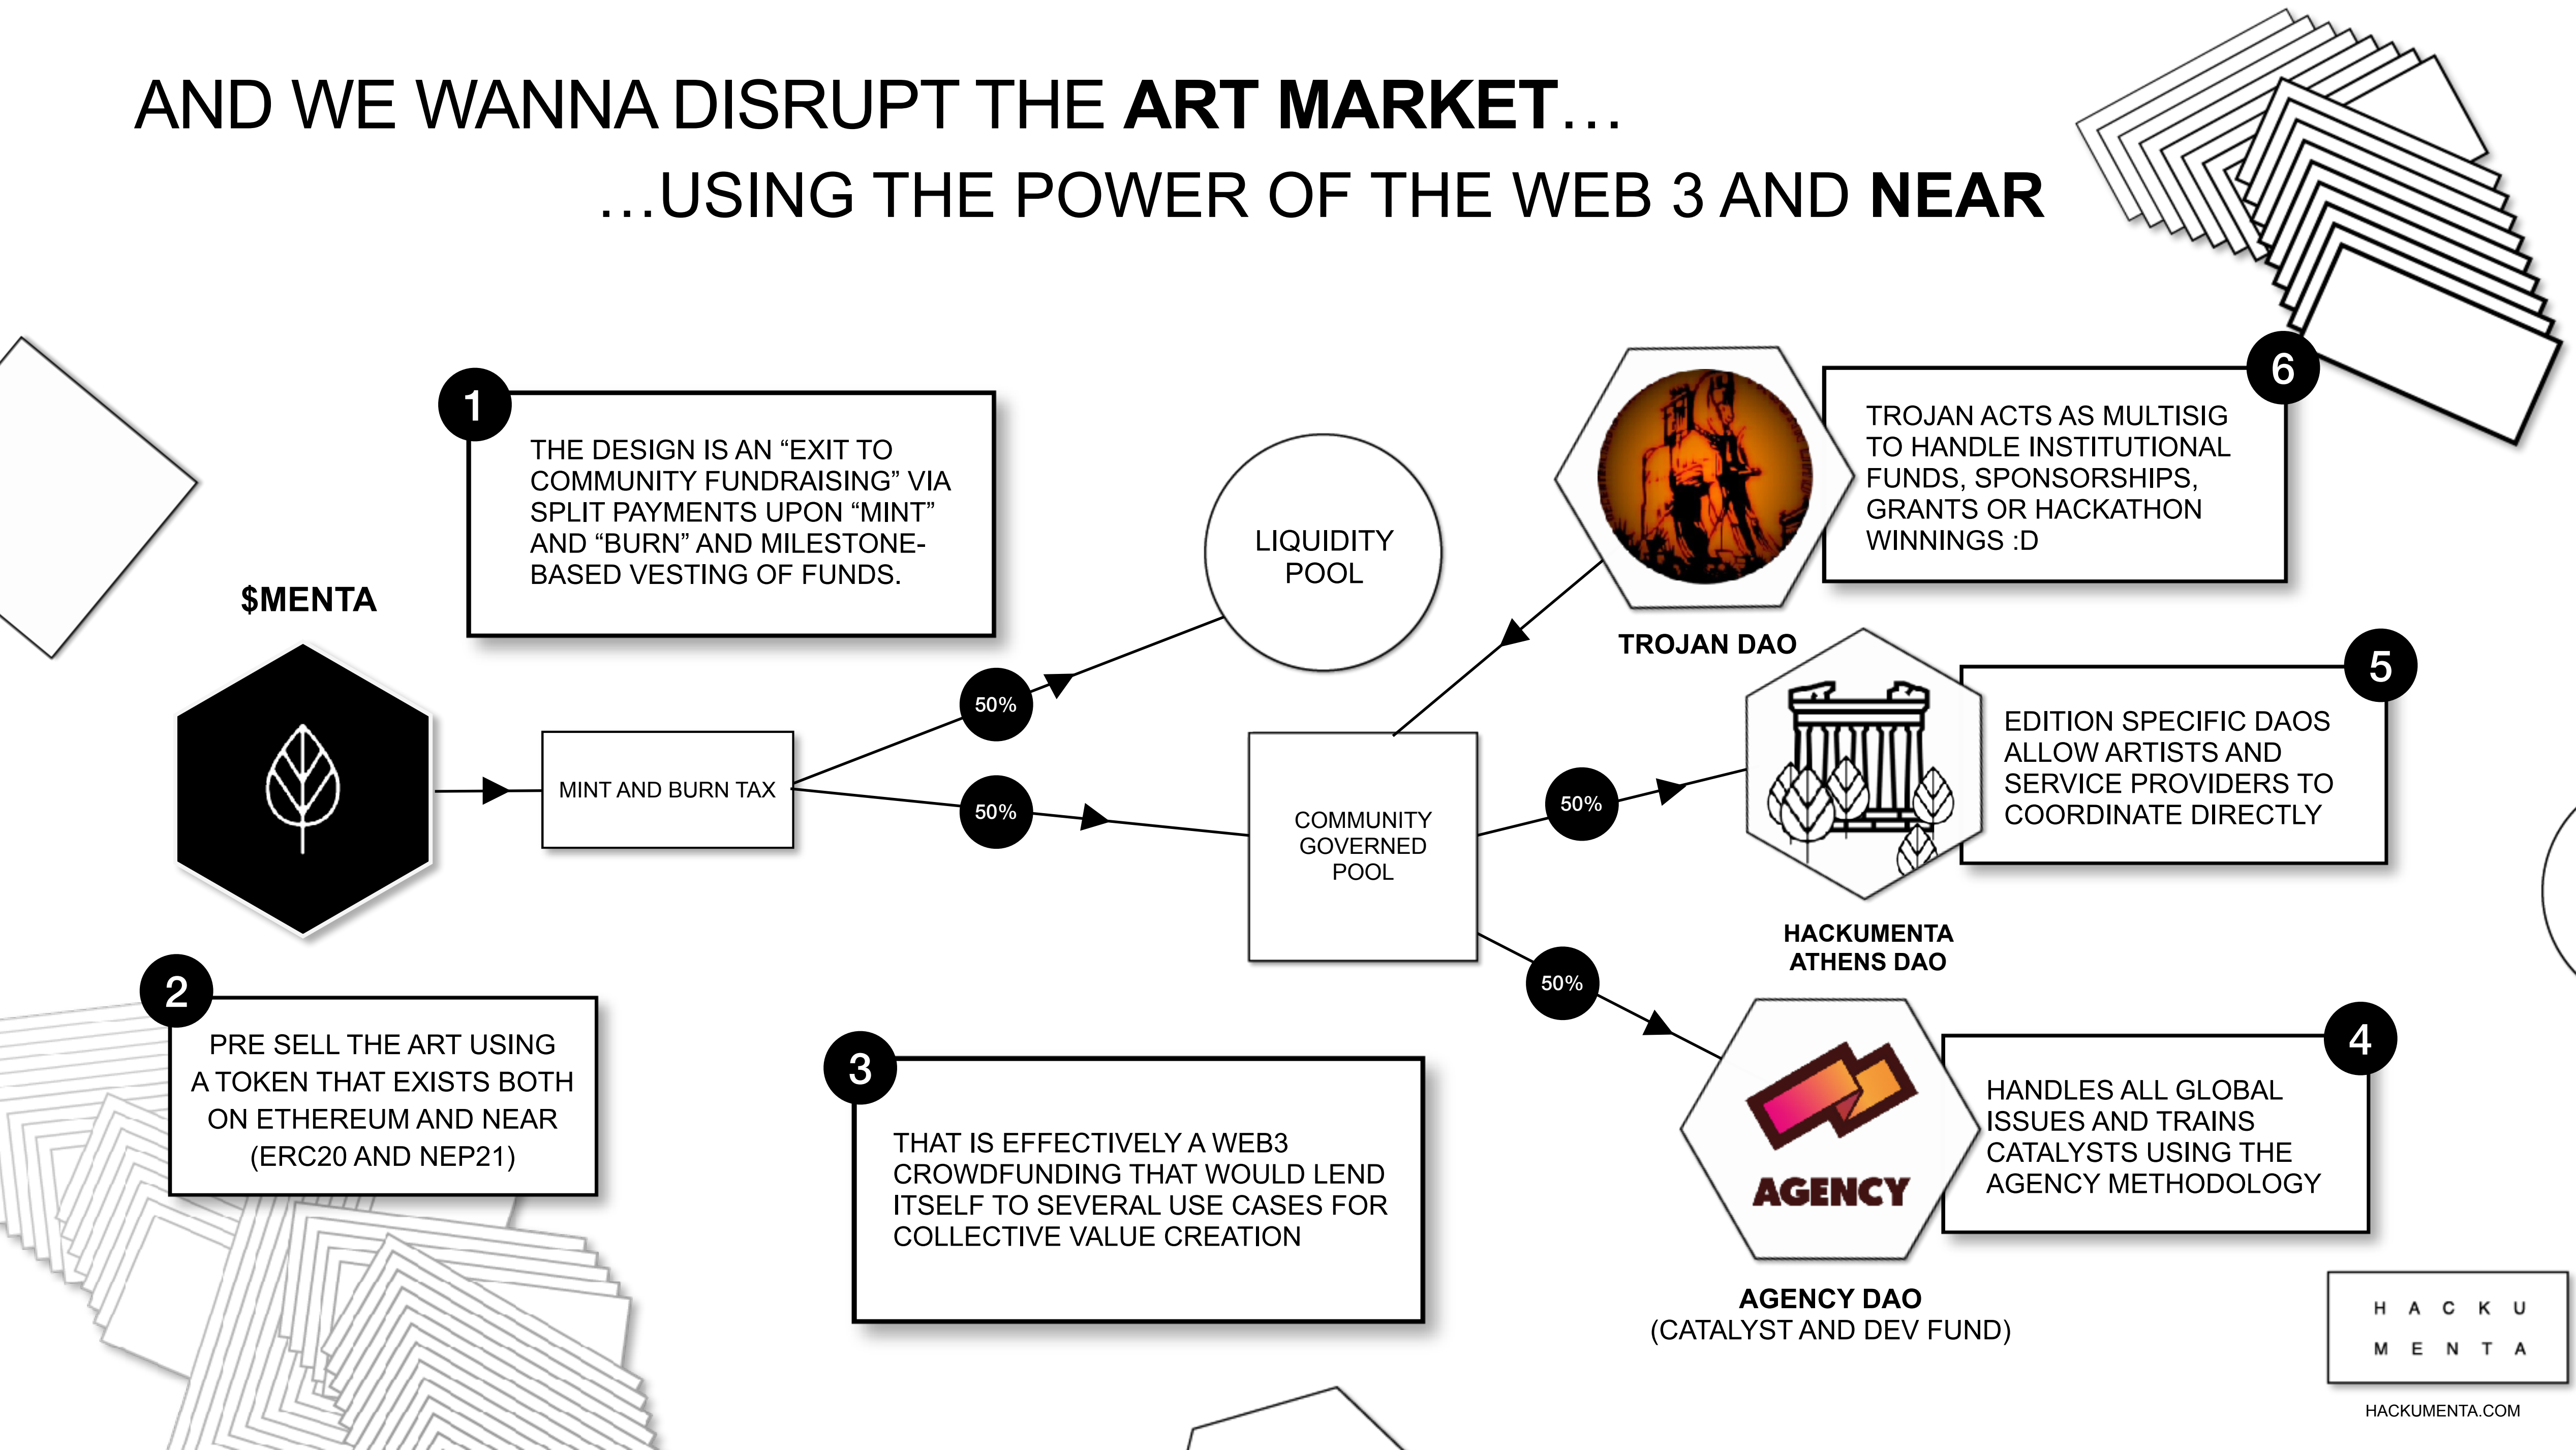 AND WE WANNA DISRUPT THE ART MARKET…
…USING THE POWER OF THE WEB 3 AND NEAR
1
THE DESIGN IS AN “EXIT TO
COMMUNITY FUNDRAISING” VIA
SPLIT PAYMENTS UPON “MINT”
AND “BURN” AND MILESTONE-
BASED VESTING OF FUNDS.
$MENTA
MINT AND BURN TAX
50%
50%
LIQUIDITY
POOL
COMMUNITY
GOVERNED
POOL
50%
50%
2
PRE SELL THE ART USING
A TOKEN THAT EXISTS BOTH
ON ETHEREUM AND NEAR
(ERC20 AND NEP21)
3
THAT IS EFFECTIVELY A WEB3
CROWDFUNDING THAT WOULD LEND
ITSELF TO SEVERAL USE CASES FOR
COLLECTIVE VALUE CREATION
6
TROJAN ACTS AS MULTISIG
TO HANDLE INSTITUTIONAL
FUNDS, SPONSORSHIPS,
GRANTS OR HACKATHON
WINNINGS :D
TROJAN DAO
5
EDITION SPECIFIC DAOS
ALLOW ARTISTS AND
SERVICE PROVIDERS TO
COORDINATE DIRECTLY
HACKUMENTA
ATHENS DAO
4
HANDLES ALL GLOBAL
ISSUES AND TRAINS
CATALYSTS USING THE
AGENCY METHODOLOGY
AGENCY
AGENCY DAO
(CATALYST AND DEV FUND)
H A C K U
M E N T A
HACKUMENTA.COM